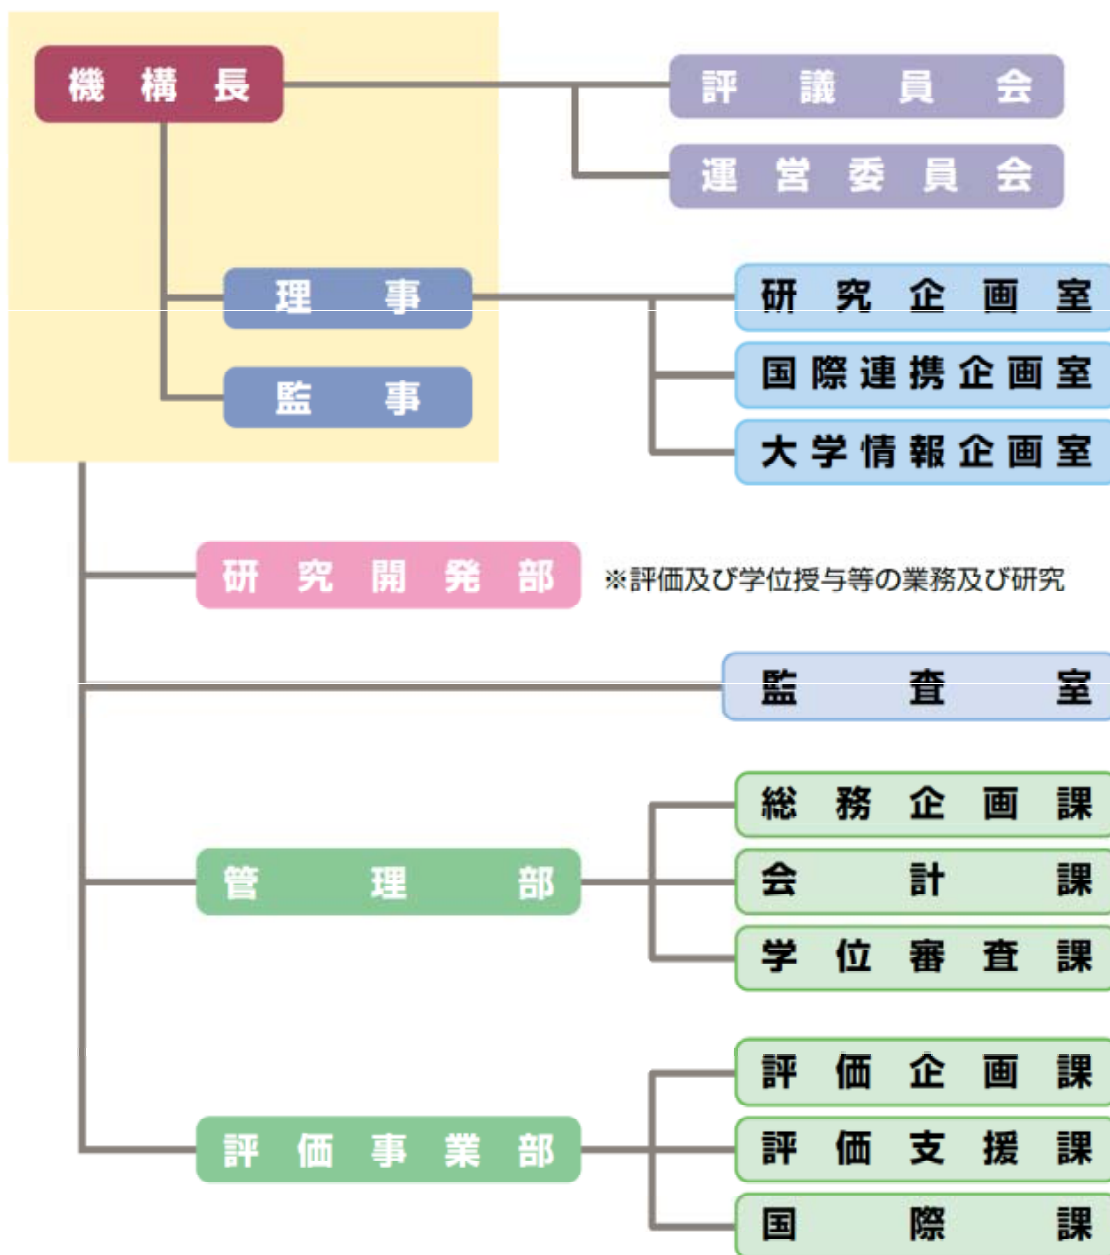 機構長
評議員会
運営委員会
理事
監事
研究企画室
国際連携企画室
大学情報企画室
研究開発部
※評価及び学位授与等の業務及び研究
監査室
管理部
総務企画課
会計課
学位審査課
評価事業部
評価企画課
評価支援課
国際課